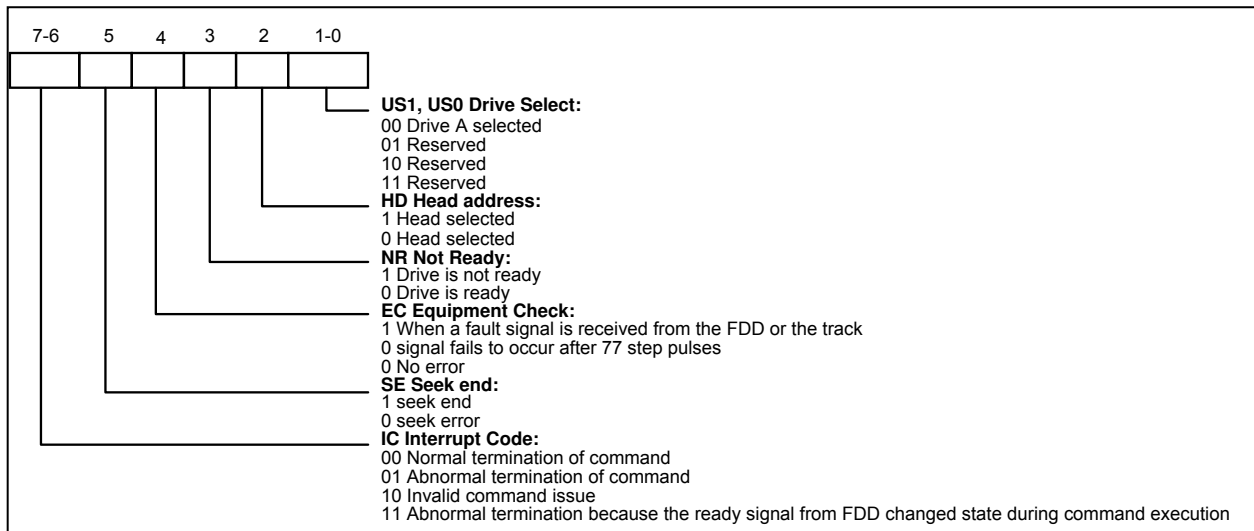 7-6 5 4 3 2 1-0
US1, US0 Drive Select:
00 Drive A selected
01 Reserved
10 Reserved
11 Reserved
HD Head address:
1 Head selected
0 Head selected
NR Not Ready:
1 Drive is not ready
0 Drive is ready
EC Equipment Check:
1 When a fault signal is received from the FDD or the track
0 signal fails to occur after 77 step pulses
0 No error
SE Seek end:
1 seek end
0 seek error
IC Interrupt Code:
00 Normal termination of command
01 Abnormal termination of command
10 Invalid command issue
11 Abnormal termination because the ready signal from FDD changed state during command execution